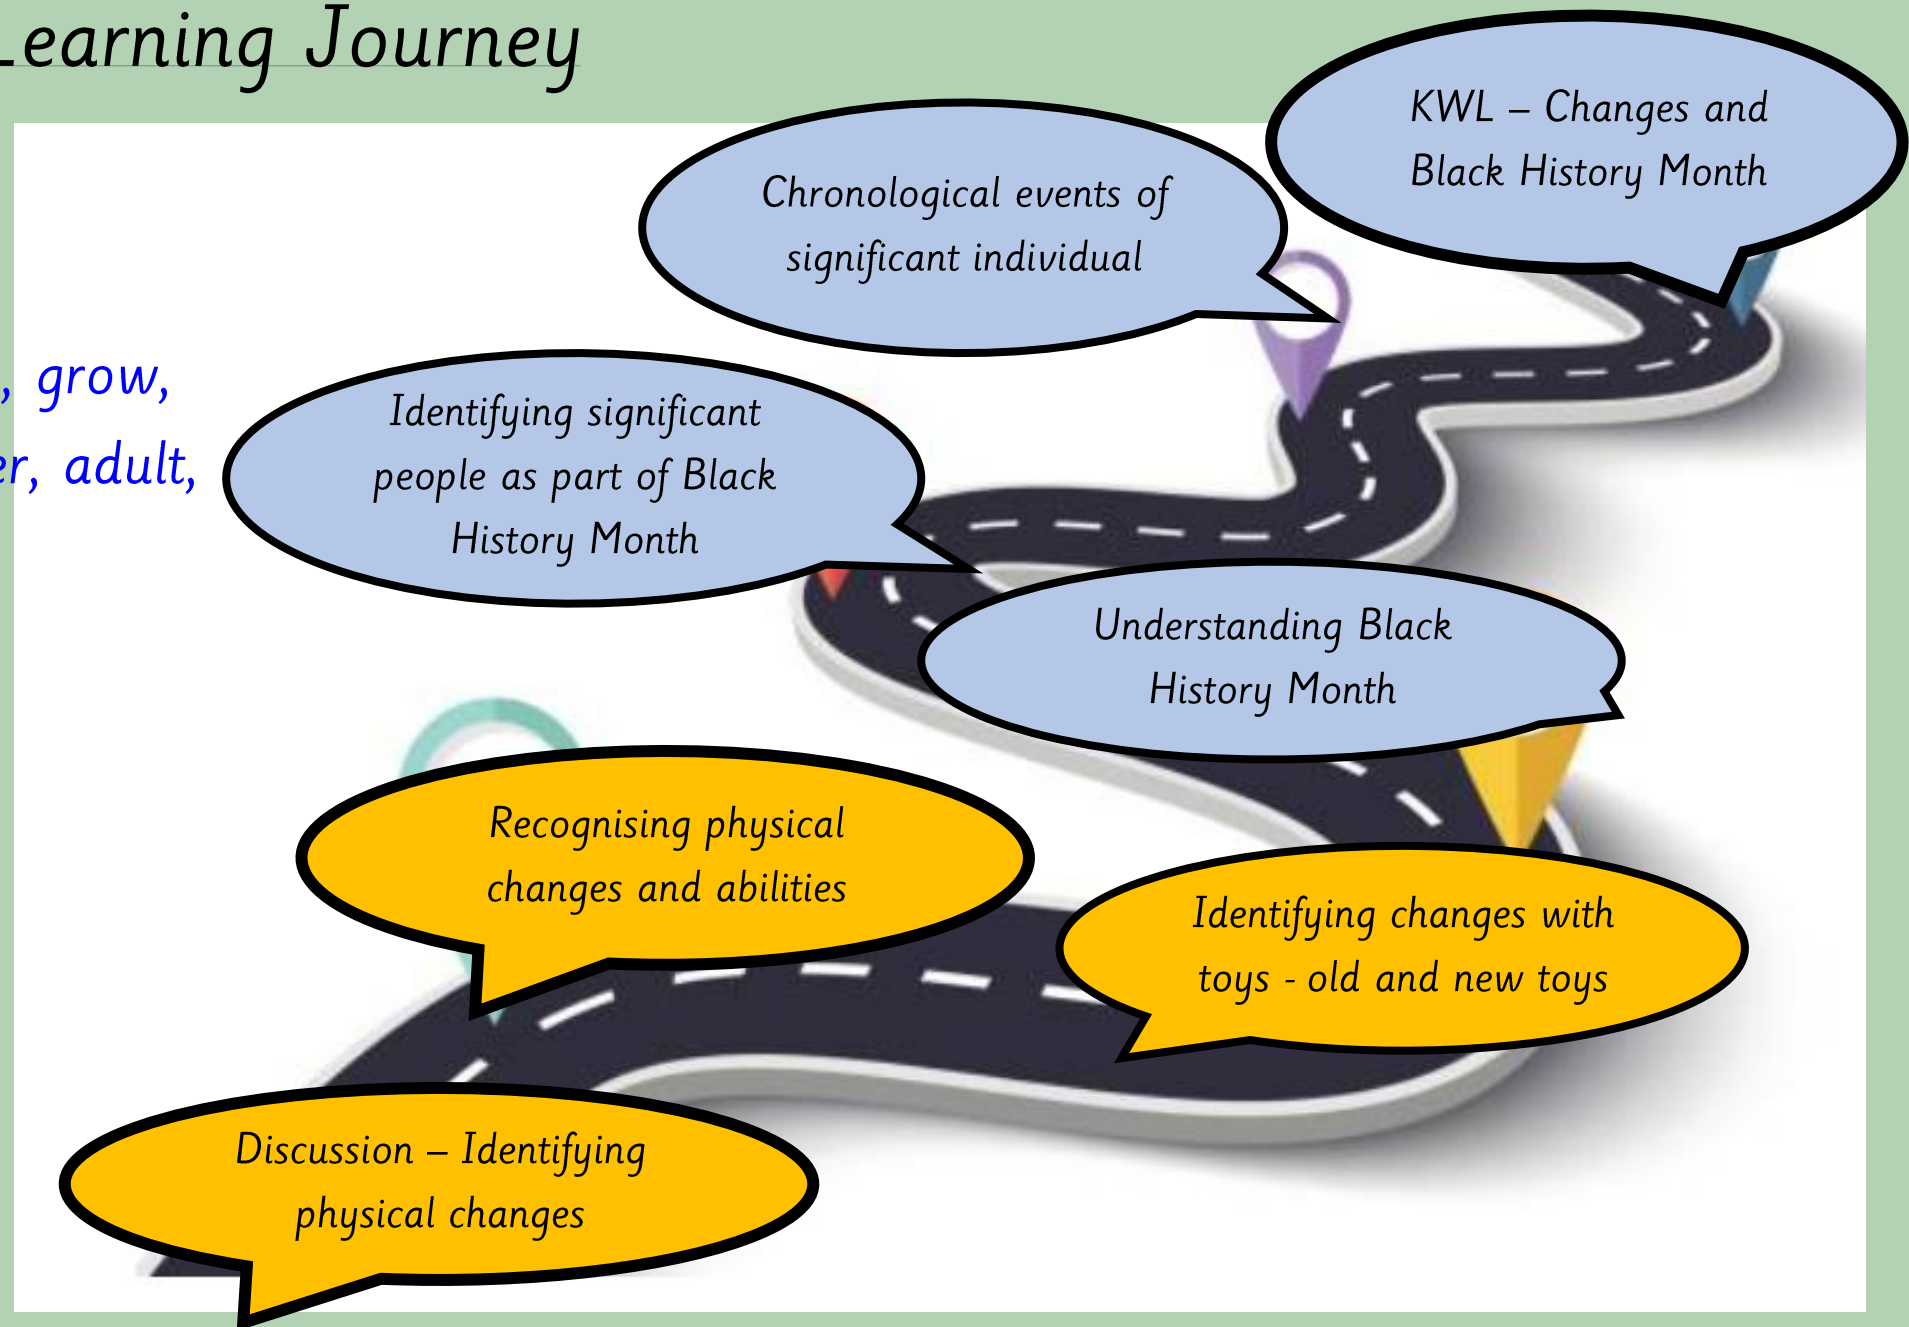 Learning Journey
KWL – Changes and
Black History Month
Chronological events of
significant individual
, grow,
adult,
Identifying significant
people as part of Black
History Month
Understanding Black
History Month
Recognising physical
changes and abilities
Identifying changes with
toys - old and new toys
Discussion – Identifying
physical changes